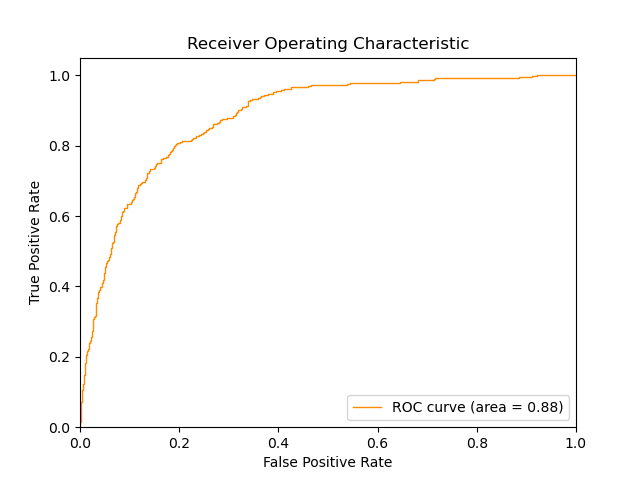 Receiver Operating Characteristic
True Positive Rate
1.0
0.8
0.6
0.4
0.2
0.0
ROC curve (area = 0.88)
0.0 0.2 0.4 0.6 0.8 1.0
False Positive Rate